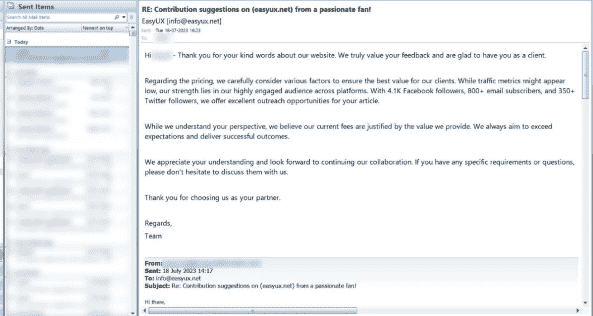 Sent Items
Search All Mail Items
Arranged By: Date
Newest on top
Today
RE: Contribution suggestions on (easyux.net) from a passionate fan!
EasyUX [info@easyux.net]
Sent: Tue 18-07-2023 18:23
To:
Hi - Thank you for your kind words about our website. We truly value your feedback and are glad to have you as a client.
Regarding the pricing, we carefully consider various factors to ensure the best value for our clients. While traffic metrics might appear
low, our strength lies in our highly engaged audience across platforms. With 4.1K Facebook followers, 800+ email subscribers, and 350+
Twitter followers, we offer excellent outreach opportunities for your article.
While we understand your perspective, we believe our current fees are justified by the value we provide. We always aim to exceed
expectations and deliver successful outcomes.
We appreciate your understanding and look forward to continuing our collaboration. If you have any specific requirements or questions,
please don't hesitate to discuss them with us.
Thank you for choosing us as your partner.
Regards,
Team
From:
Sent: 18 July 2023 14:17
To: info@easyux.net
Subject: Re: Contribution suggestions on (easyux.net) from a passionate fan!
Hi there,